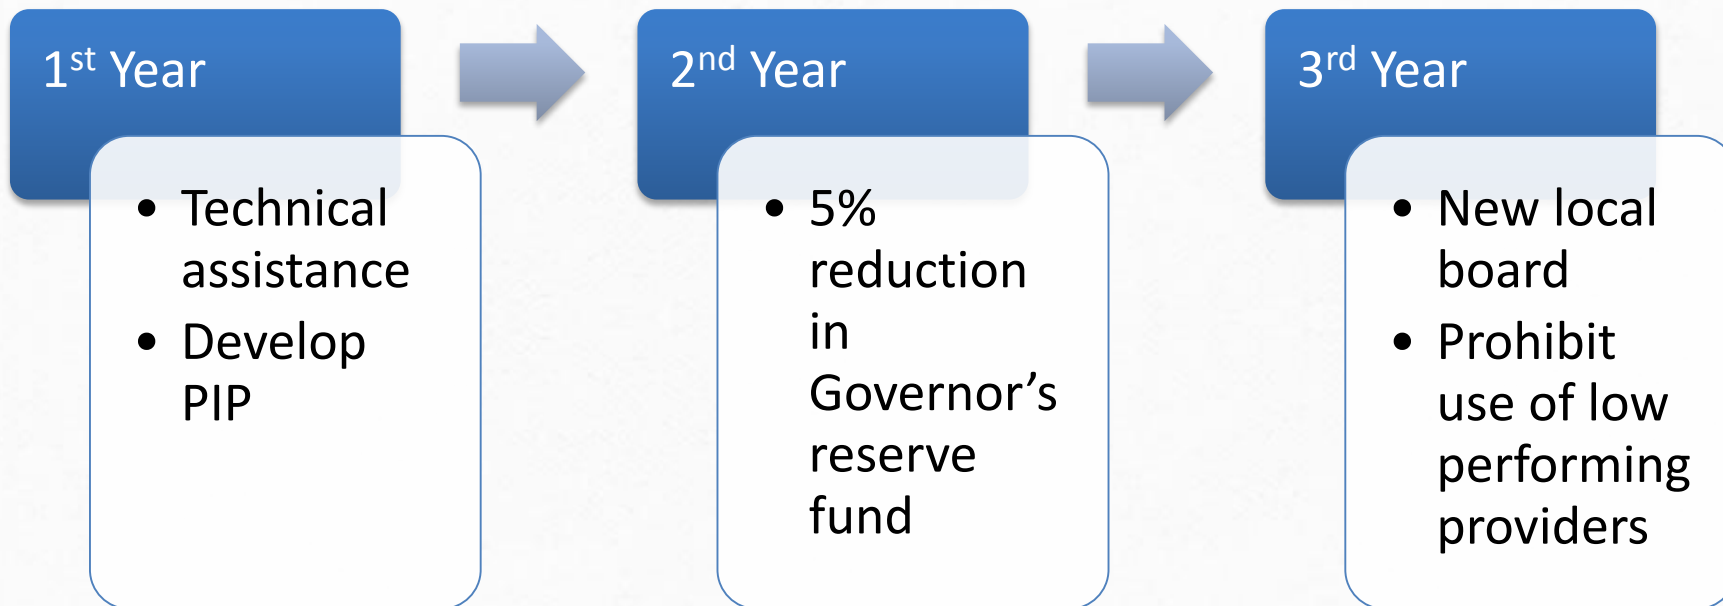 1st Year
• Technical
assistance
• Develop
PIP
2nd Year
• 5%
reduction
in
Governor’s
reserve
fund
3rd Year
• New local
board
• Prohibit
use of low
performing
providers